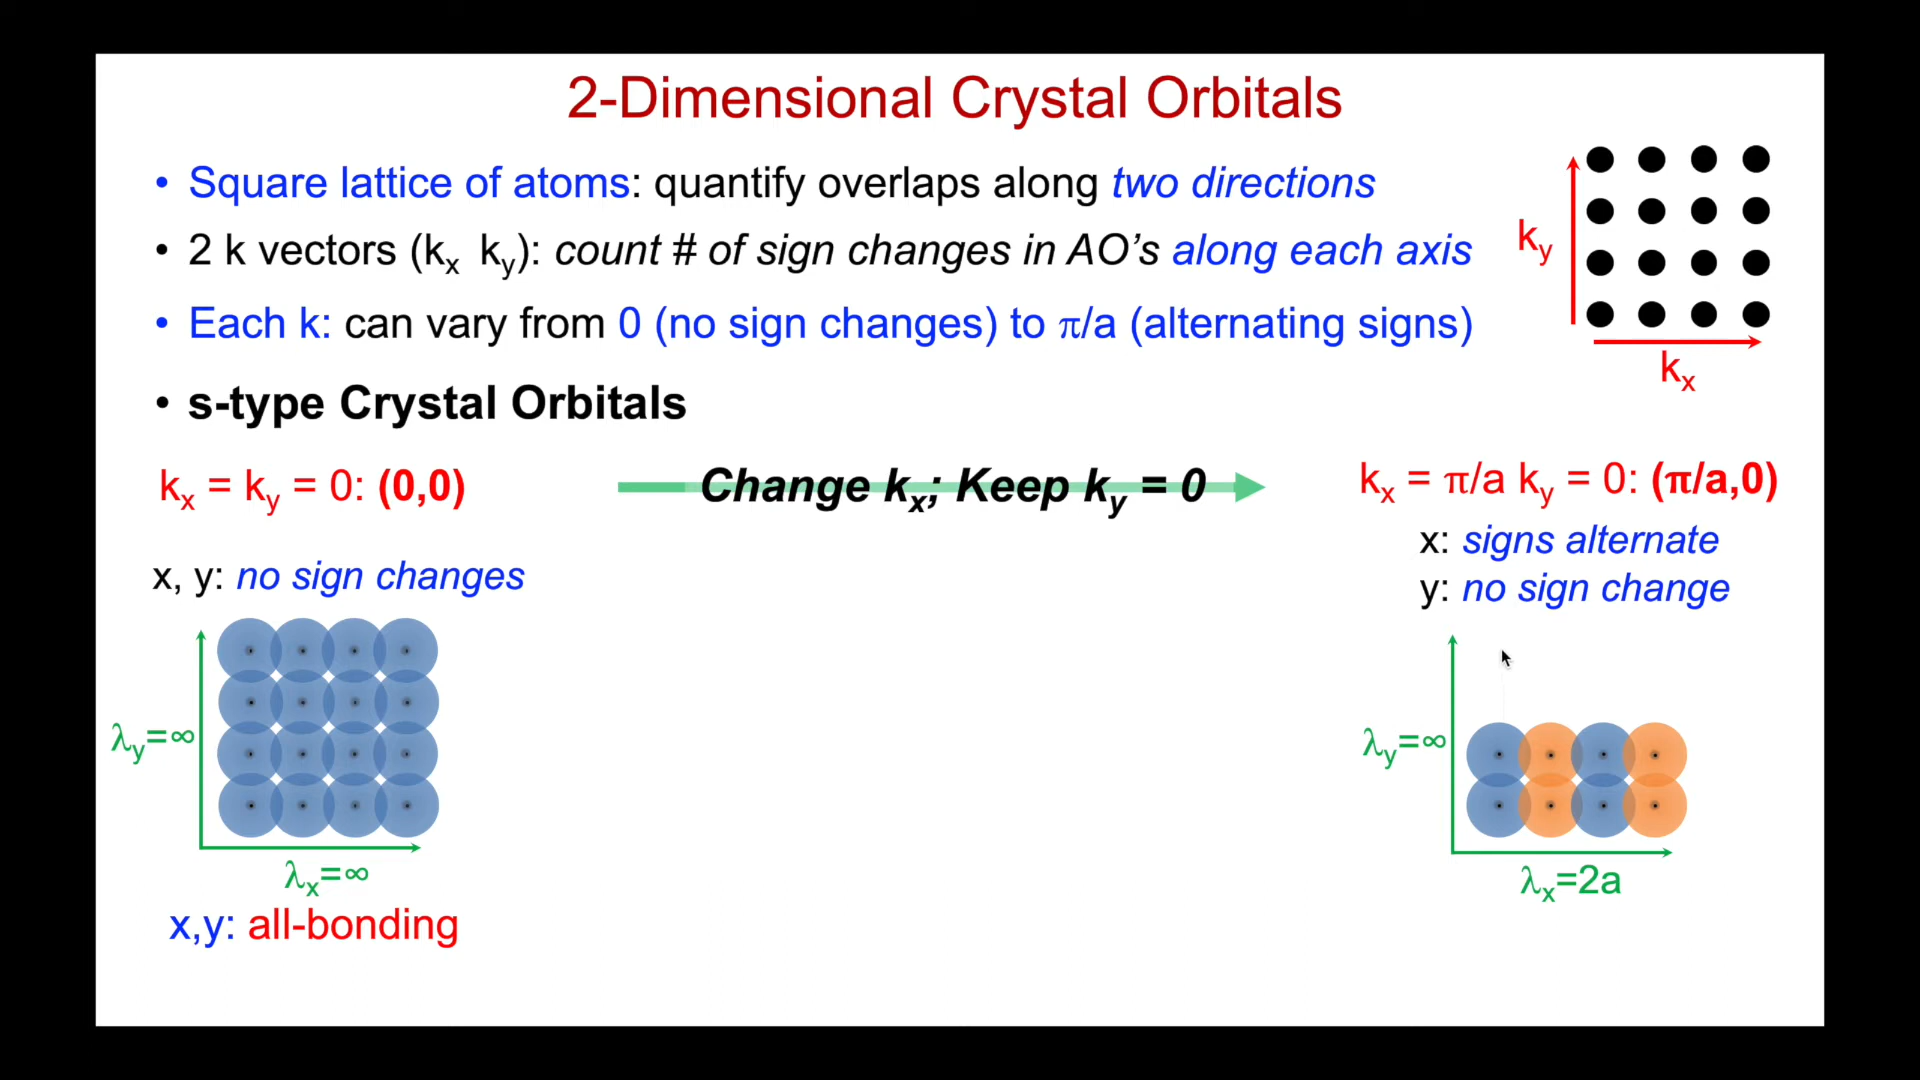 2-Dimensional Crystal Orbitals
• Square lattice of atoms: quantify overlaps along two directions
• 2 k vectors (kx ky): count # of sign changes in AO’s along each axis
• Each k: can vary from 0 (no sign changes) to π/a (alternating signs)
ky
kx
• s-type Crystal Orbitals
kx = ky = 0: (0,0)
Change kx; Keep ky = 0
kx = π/a ky = 0: (π/a,0)
x: signs alternate
y: no sign change
x, y: no sign changes
λy=∞
λx=∞
x,y: all-bonding
λy=∞
λx=2a